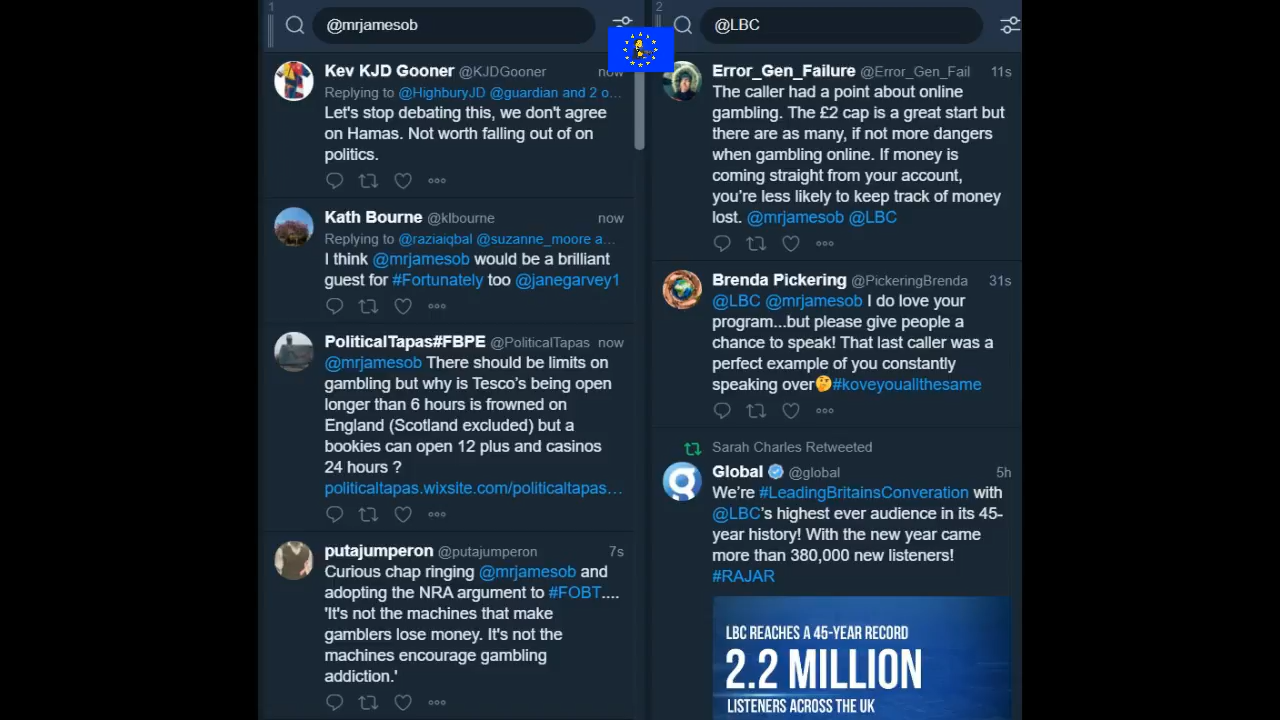 1
@mrjamesob
Kev KJD Gooner @KJDGooner now
Replying to @HighburyJD @guardian and 2 o...
Let's stop debating this, we don't agree
on Hamas. Not worth falling out of on
politics.
Kath Bourne @klbourne now
Replying to @raziaiqbal @suzanne_moore a...
I think @mrjamesob would be a brilliant
guest for #Fortunately too @janegarvey1
PoliticalTapas#FBPE @PoliticalTapas now
@mrjamesob There should be limits on
gambling but why is Tesco's being open
longer than 6 hours is frowned on
England (Scotland excluded) but a
bookies can open 12 plus and casinos
24 hours ?
politicaltapas.wixsite.com/politicaltapas...
putajumperon @putajumperon 7s
Curious chap ringing @mrjamesob and
adopting the NRA argument to #FOBT....
'It's not the machines that make
gamblers lose money. It's not the
machines encourage gambling
addiction.'
2
@LBC
Error_Gen_Failure @Error_Gen_Fail 11s
The caller had a point about online
gambling. The £2 cap is a great start but
there are as many, if not more dangers
when gambling online. If money is
coming straight from your account,
you're less likely to keep track of money
lost. @mrjamesob @LBC
Brenda Pickering @PickeringBrenda 31s
@LBC @mrjamesob I do love your
program...but please give people a
chance to speak! That last caller was a
perfect example of you constantly
speaking over🤔#koveyouallthesame
Sarah Charles Retweeted
Global @global 5h
We're #LeadingBritainsConveration with
@LBC's highest ever audience in its 45-
year history! With the new year came
more than 380,000 new listeners!
#RAJAR
LBC REACHES A 45-YEAR RECORD
2.2 MILLION
LISTENERS ACROSS THE UK